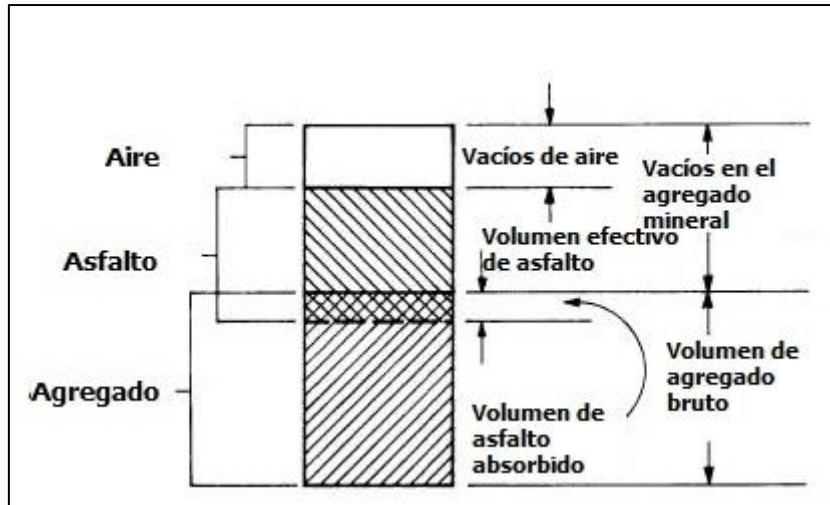 Aire
Asfalto
Agregado
Vacíos de aire
Volumen efectivo
de asfalto
Volumen de
asfalto
absorbido
Vacíos en el
agregado
mineral
Volumen de
agregado
bruto